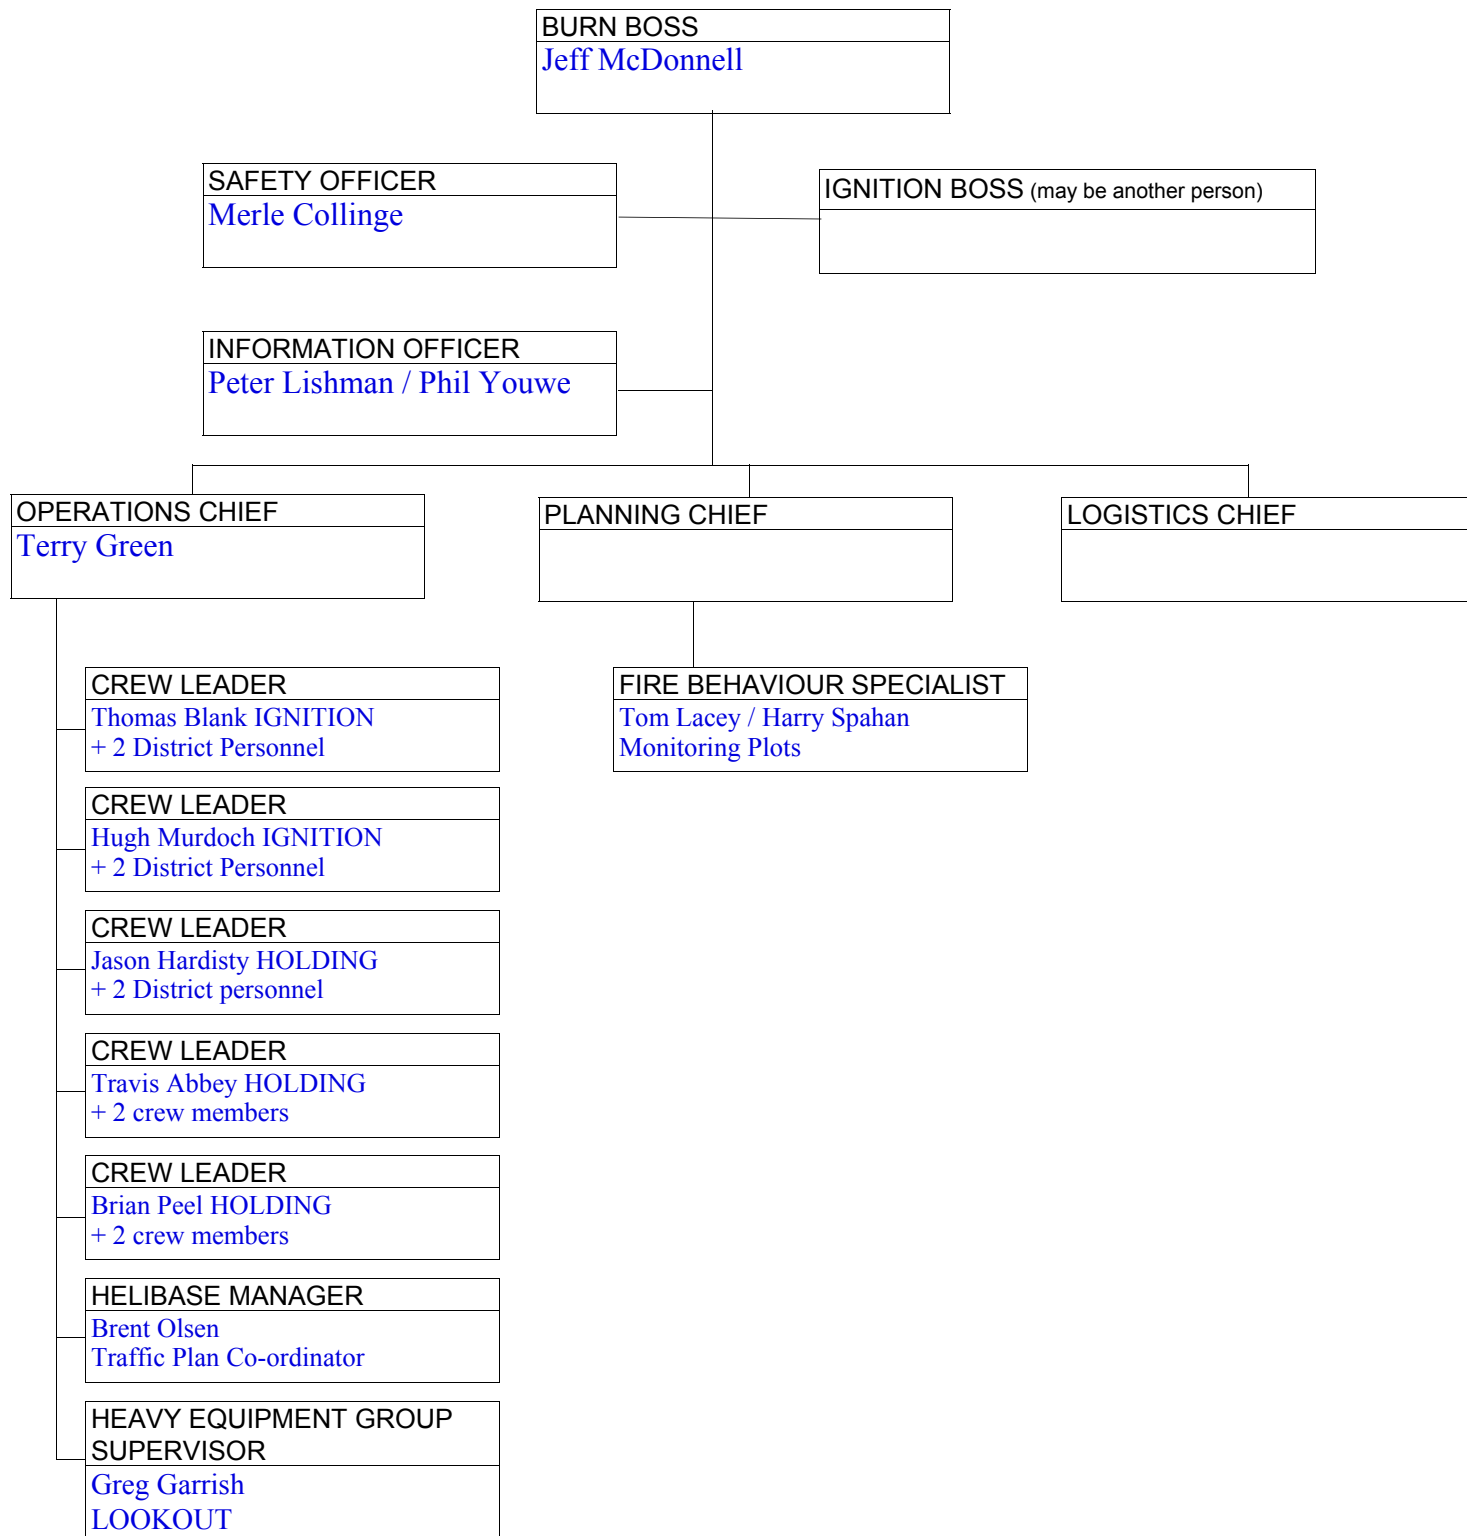 BURN BOSS
Jeff McDonnell
SAFETY OFFICER
Merle Collinge
IGNITION BOSS (may be another person)
INFORMATION OFFICER
Peter Lishman / Phil Youwe
OPERATIONS CHIEF
Terry Green
PLANNING CHIEF
LOGISTICS CHIEF
CREW LEADER
Thomas Blank IGNITION
+ 2 District Personnel
FIRE BEHAVIOUR SPECIALIST
Tom Lacey / Harry Spahan
Monitoring Plots
CREW LEADER
Hugh Murdoch IGNITION
+ 2 District Personnel
CREW LEADER
Jason Hardisty HOLDING
+ 2 District personnel
CREW LEADER
Travis Abbey HOLDING
+ 2 crew members
CREW LEADER
Brian Peel HOLDING
+ 2 crew members
HELIBASE MANAGER
Brent Olsen
Traffic Plan Co-ordinator
HEAVY EQUIPMENT GROUP
SUPERVISOR
Greg Garrish
LOOKOUT